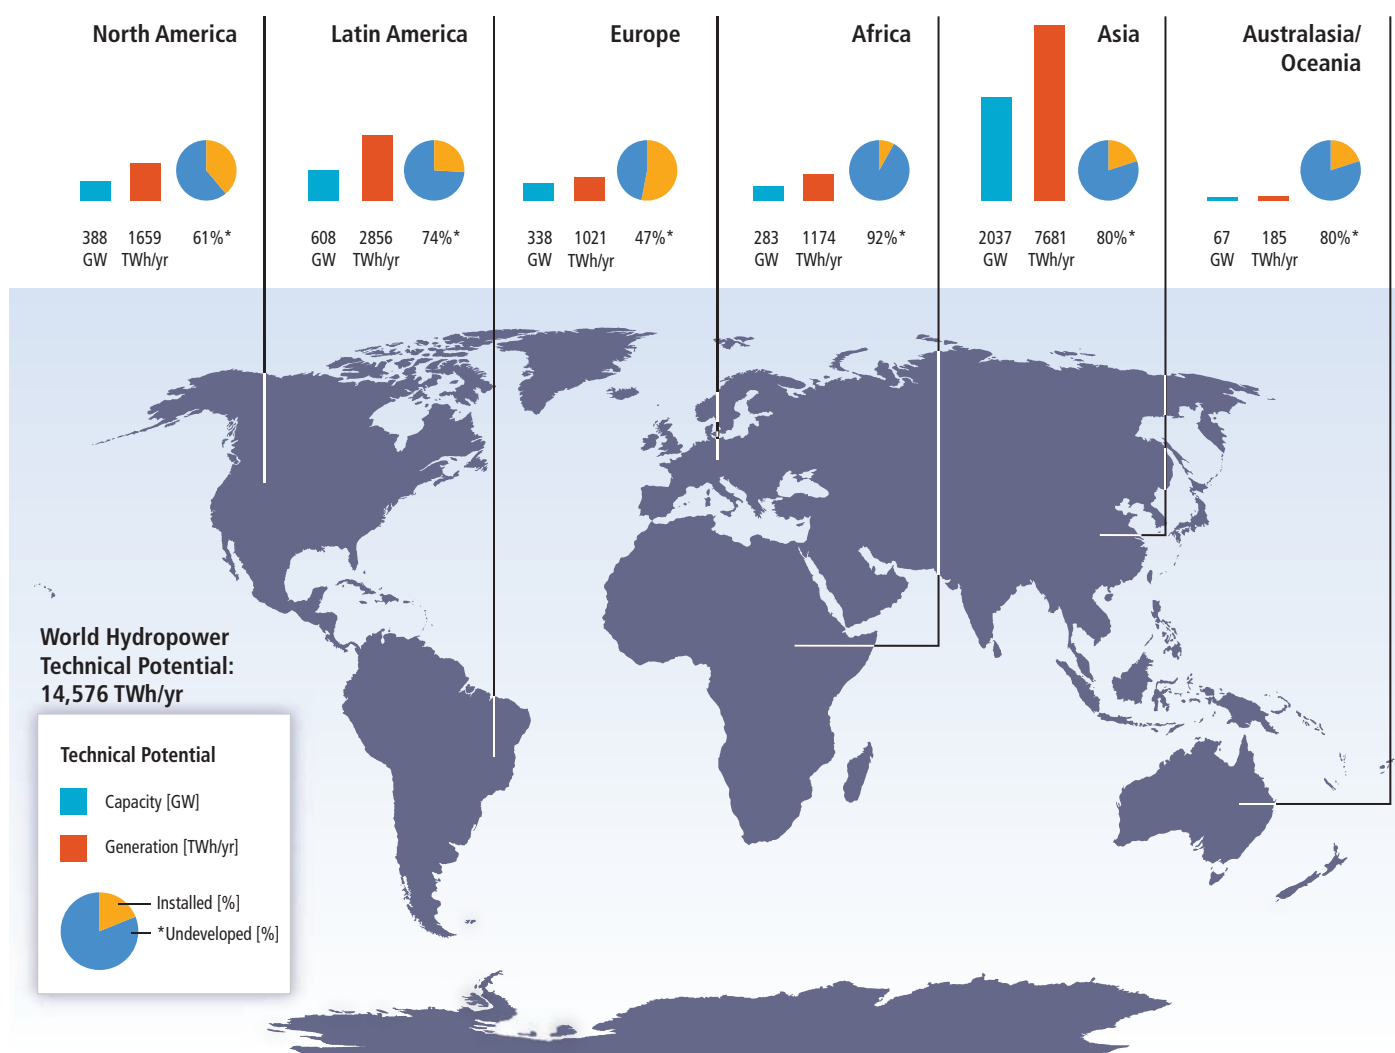 North America
Latin America
Europe
Africa
Asia
Australasia/
Oceania
388
GW
1659
TWh/yr
61%*
608
GW
2856
TWh/yr
74%*
338
GW
1021
TWh/yr
47%*
283
GW
1174
TWh/yr
92%*
2037
GW
7681
TWh/yr
80%*
67
GW
185
TWh/yr
80%*
World Hydropower
Technical Potential:
14,576 TWh/yr
Technical Potential
Capacity [GW]
Generation [TWh/yr]
Installed [%]
*Undeveloped [%]